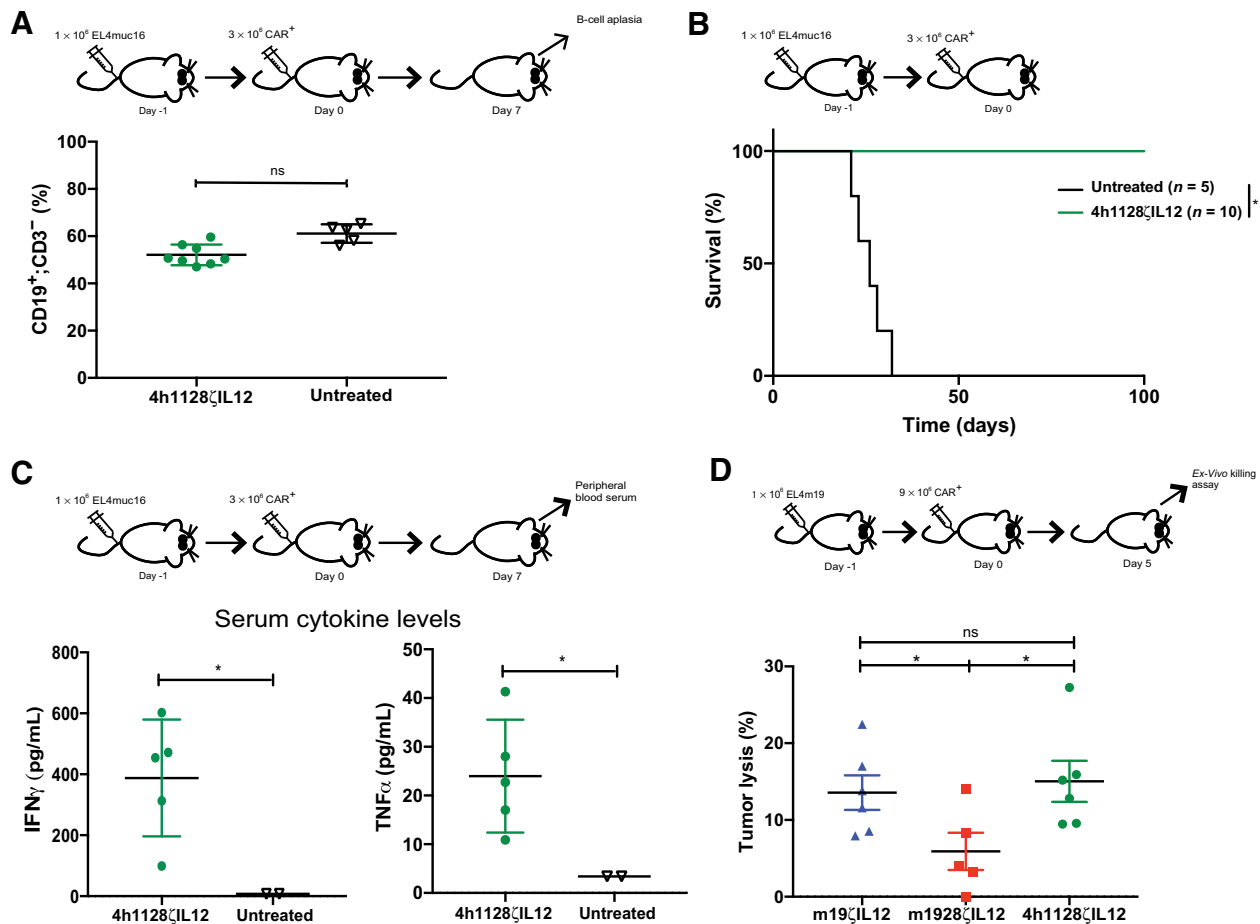 A
1 × 10⁶ EL4muc16
3 × 10⁶ CAR⁺
B-cell aplasia
Day -1
Day 0
Day 7
CD19⁺;CD3⁻ (%)
100
80
60
40
20
0
ns
4h1128ζIL12
Untreated
B
1 × 10⁶ EL4muc16
3 × 10⁶ CAR⁺
Day -1
Day 0
Survival (%)
100
50
0
0
50
100
Time (days)
Untreated (n = 5)
4h1128ζIL12 (n = 10)
*
C
1 × 10⁶ EL4muc16
3 × 10⁶ CAR⁺
Peripheral
blood serum
Day -1
Day 0
Day 7
Serum cytokine levels
IFNγ (pg/mL)
800
600
400
200
0
*
4h1128ζIL12
Untreated
TNFα (pg/mL)
50
40
30
20
10
0
*
4h1128ζIL12
Untreated
D
1 × 10⁶ EL4m19
9 × 10⁶ CAR⁺
Ex-Vivo killing
assay
Day -1
Day 0
Day 5
Tumor lysis (%)
30
20
10
0
ns
*
*
m19ζIL12
m1928ζIL12
4h1128ζIL12